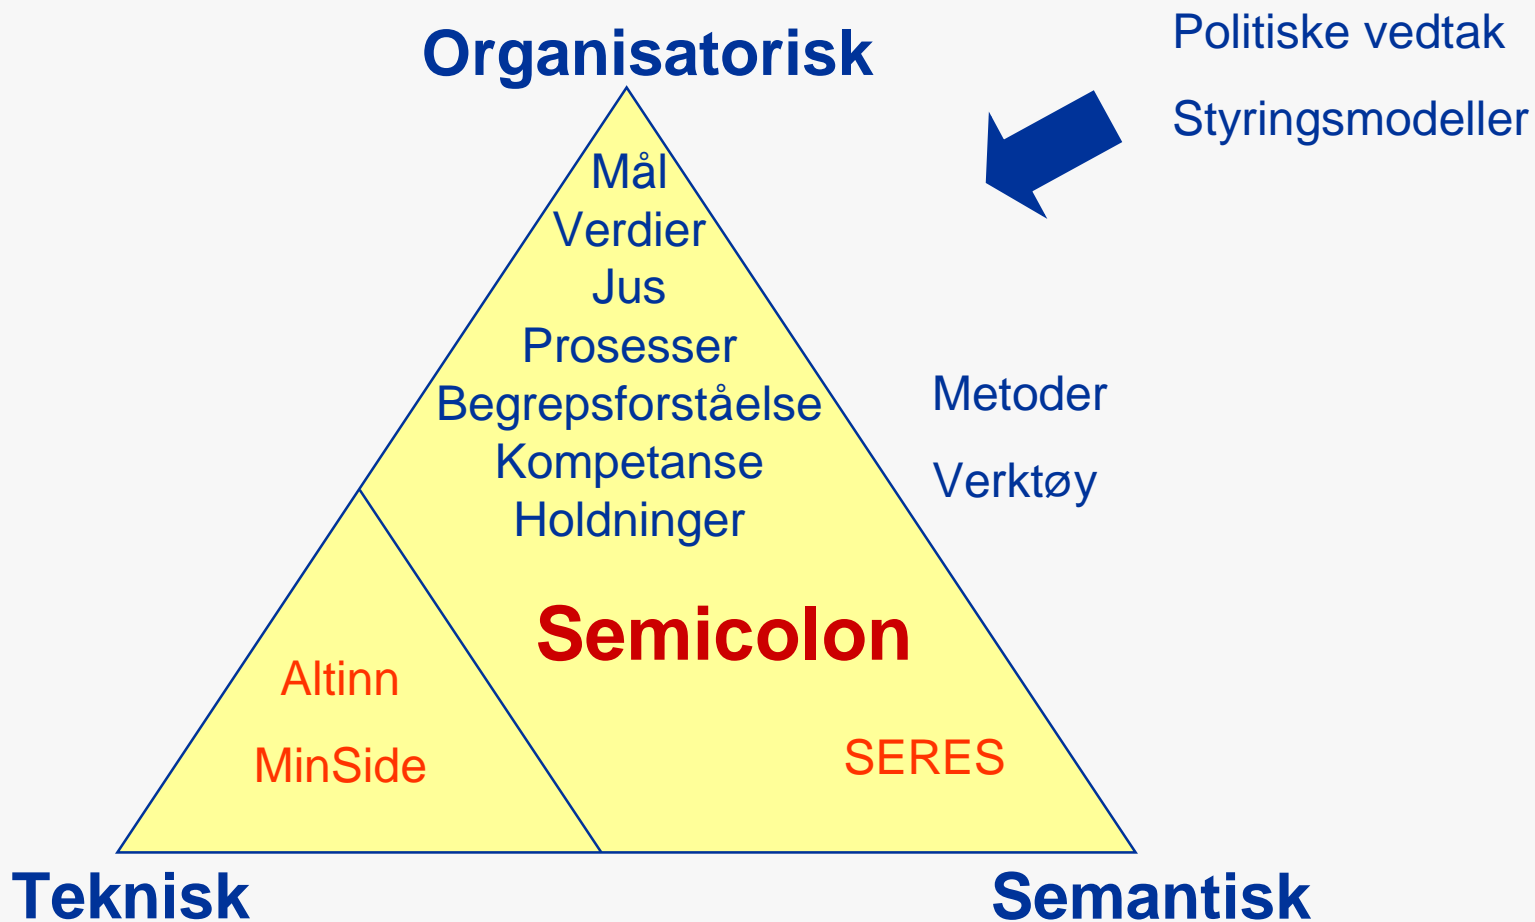 Politiske vedtak
Organisatorisk
Styringsmodeller
Mål
Verdier
Jus
Prosesser
Begrepsforståelse
Kompetanse
Holdninger
Metoder
Verktøy
Semicolon
Altinn
MinSide
SERES
Teknisk
Semantisk